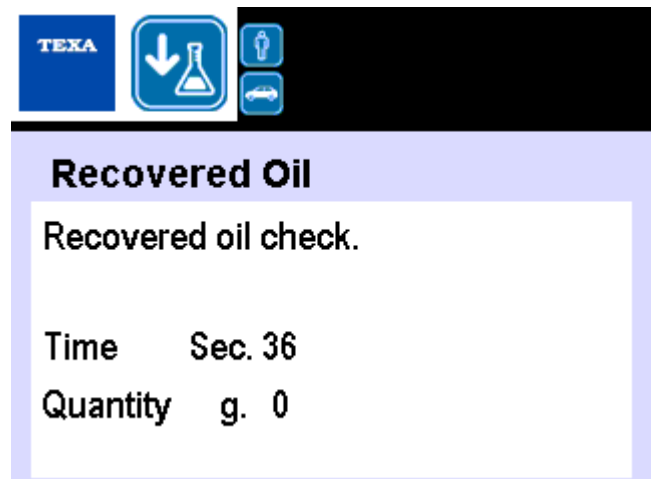 TEXA
Recovered Oil
Recovered oil check.
Time Sec. 36
Quantity g. 0